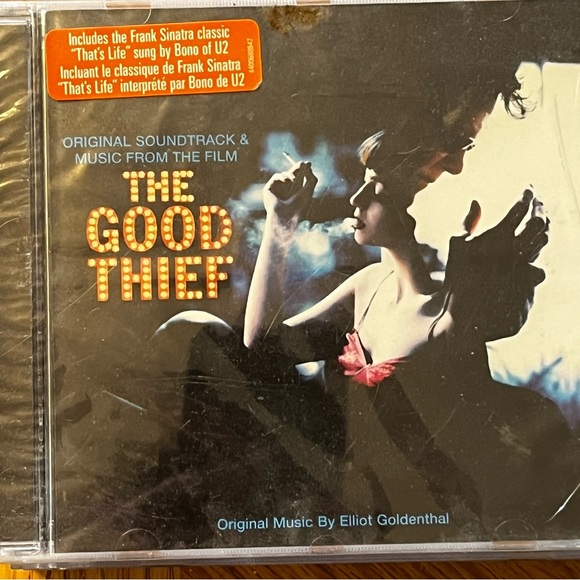 Includes the Frank Sinatra classic
"That's Life" sung by Bono of U2
Incluant le classique de Frank Sinatra
"That's Life" interprété par Bono de U2
ORIGINAL SOUNDTRACK &
MUSIC FROM THE FILM
THE
GOOD
THIEF
Original Music By Elliot Goldenthal